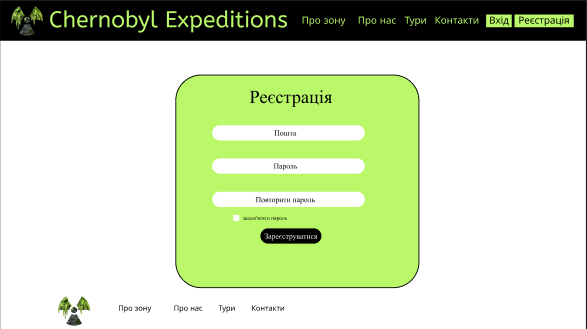 Chernobyl Expeditions Про зону Про нас Тури Контакти Вхід Реєстрація
Реєстрація
Пошта
Пароль
Повторити пароль
запам'ятати пароль
Зареєструватися
Про зону Про нас Тури Контакти